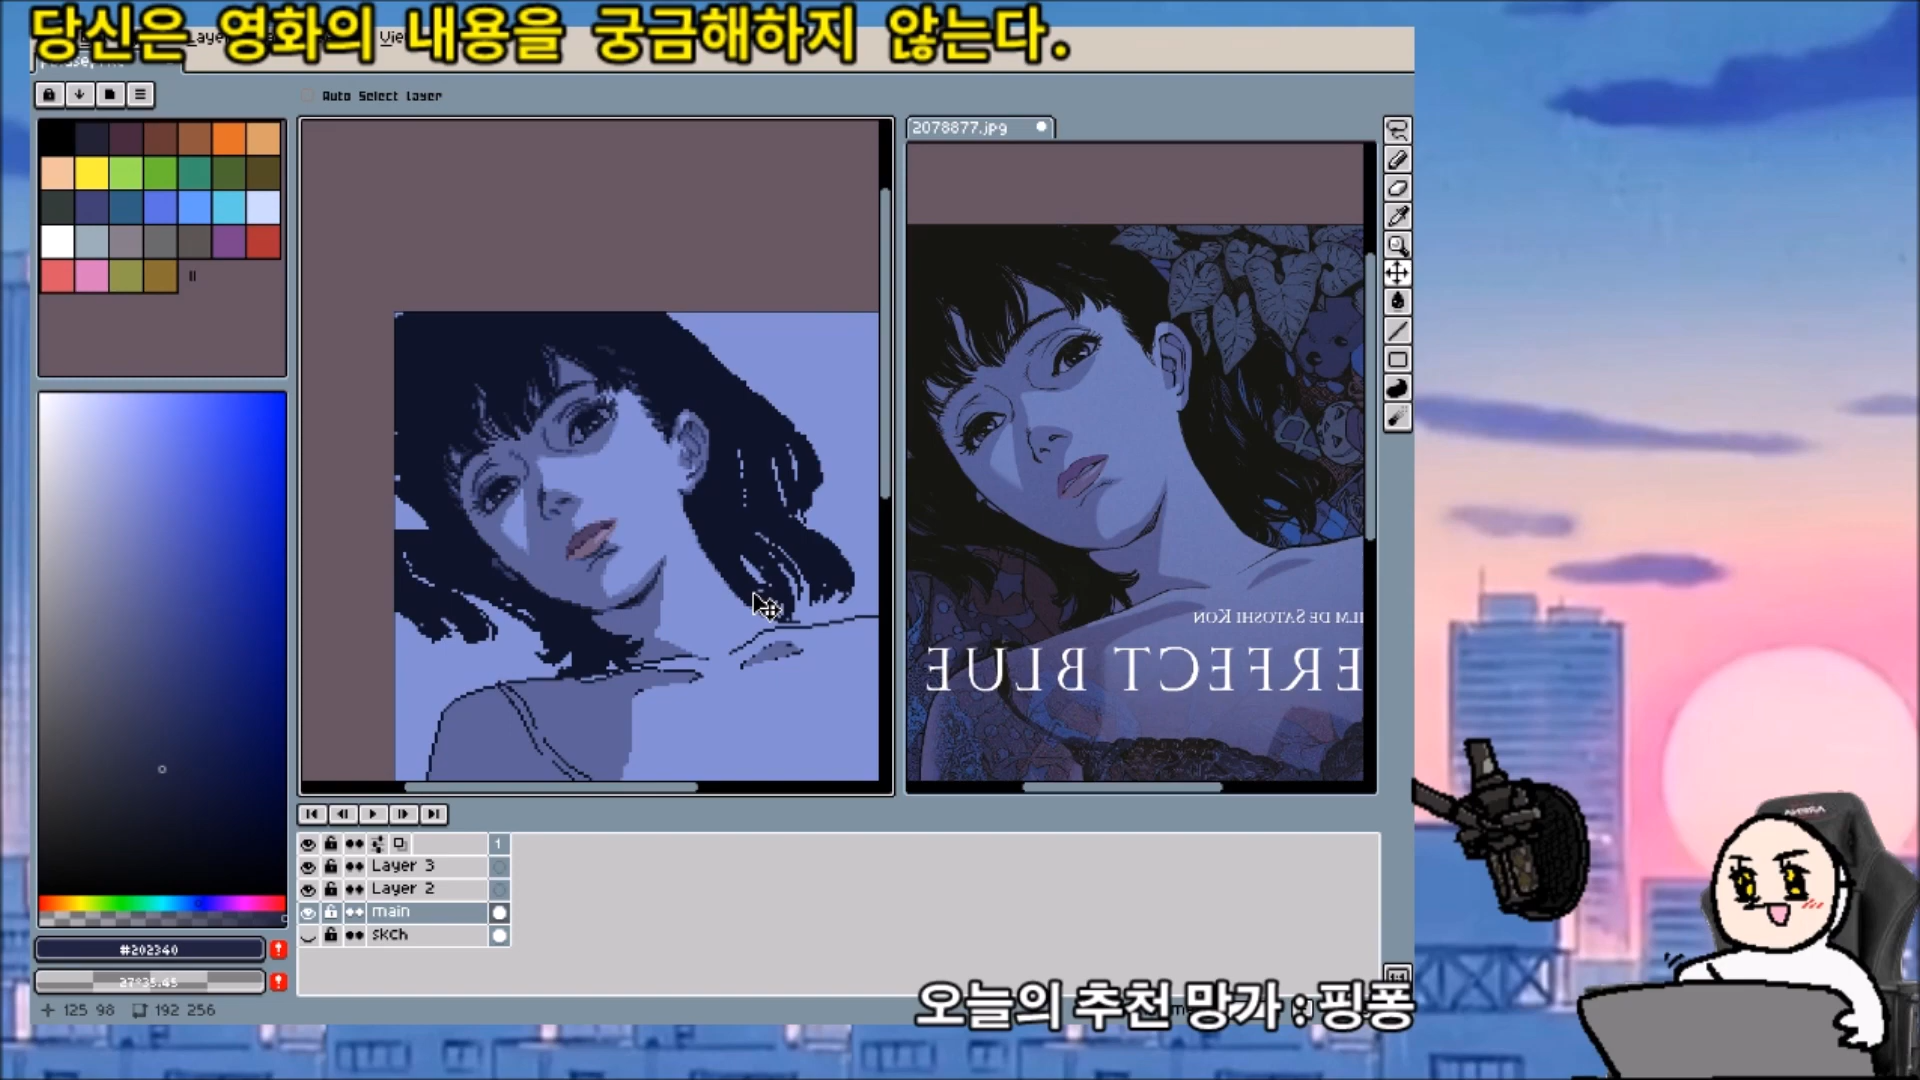 당신은 영화의 내용을 궁금해하지 않는다.
Auto Select Layer
2078877.jpg
FILM DE SATOSHI KON
ERFECT BLUE
1
Layer 3
Layer 2
main
skch
#202340
125 98 192 256
오늘의 추천 망가 : 핑퐁